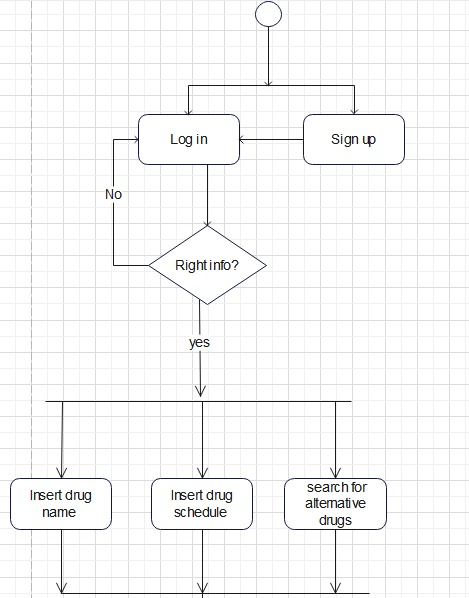 Log in
Sign up
No
Right info?
yes
Insert drug
name
Insert drug
schedule
search for
alternative
drugs